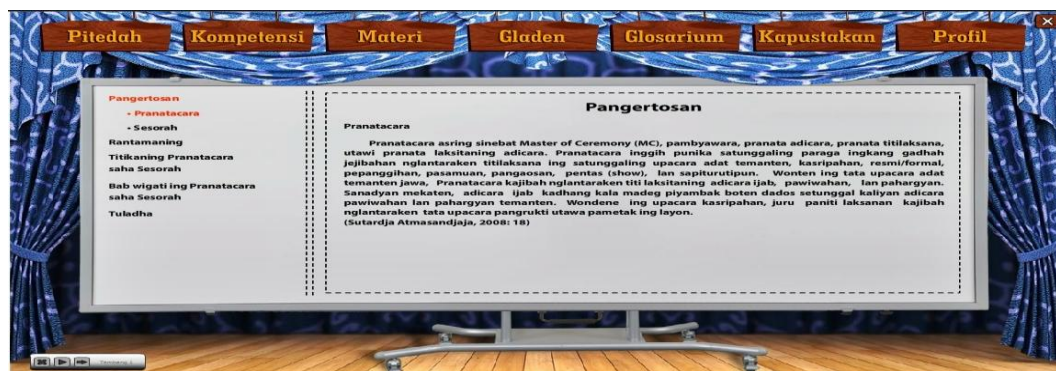 Pitedah Kompetensi Materi Gladen Glosarium Kapustakan Profil
Pangertosan
• Pranatacara
• Sesorah
Rantamaning
Titikaning Pranatacara
saha Sesorah
Bab wigati ing Pranatacara
saha Sesorah
Tuladha
Pangertosan
Pranatacara
Pranatacara asring sinebat Master of Ceremony (MC), pambyawara, pranata adicara, pranata titilaksana,
utawi pranata laksitaning adicara. Pranatacara inggih punika satunggaling paraga ingkang gadhah
jejibahan nglantaraken titilaksana ing satunggaling upacara adat temanten, kasripahan, resmi/formal,
pepanggihan, pasamuan, pangaosan, pentas (show), lan sapiturutipun. Wonten ing tata upacara adat
temanten jawa, Pranatacara kajibah nglantaraken titi laksitaning adicara ijab, pawiwahan, lan pahargyan.
Sanadyan mekaten, adicara ijab kadhang kala madeg piyambak boten dados setunggal kaliyan adicara
pawiwahan lan pahargyan temanten. Wondene ing upacara kasripahan, juru paniti laksanan kajibah
nglantaraken tata upacara pangrukti utawa pametak ing layon.
(Sutardja Atmasandjaja, 2008: 18)